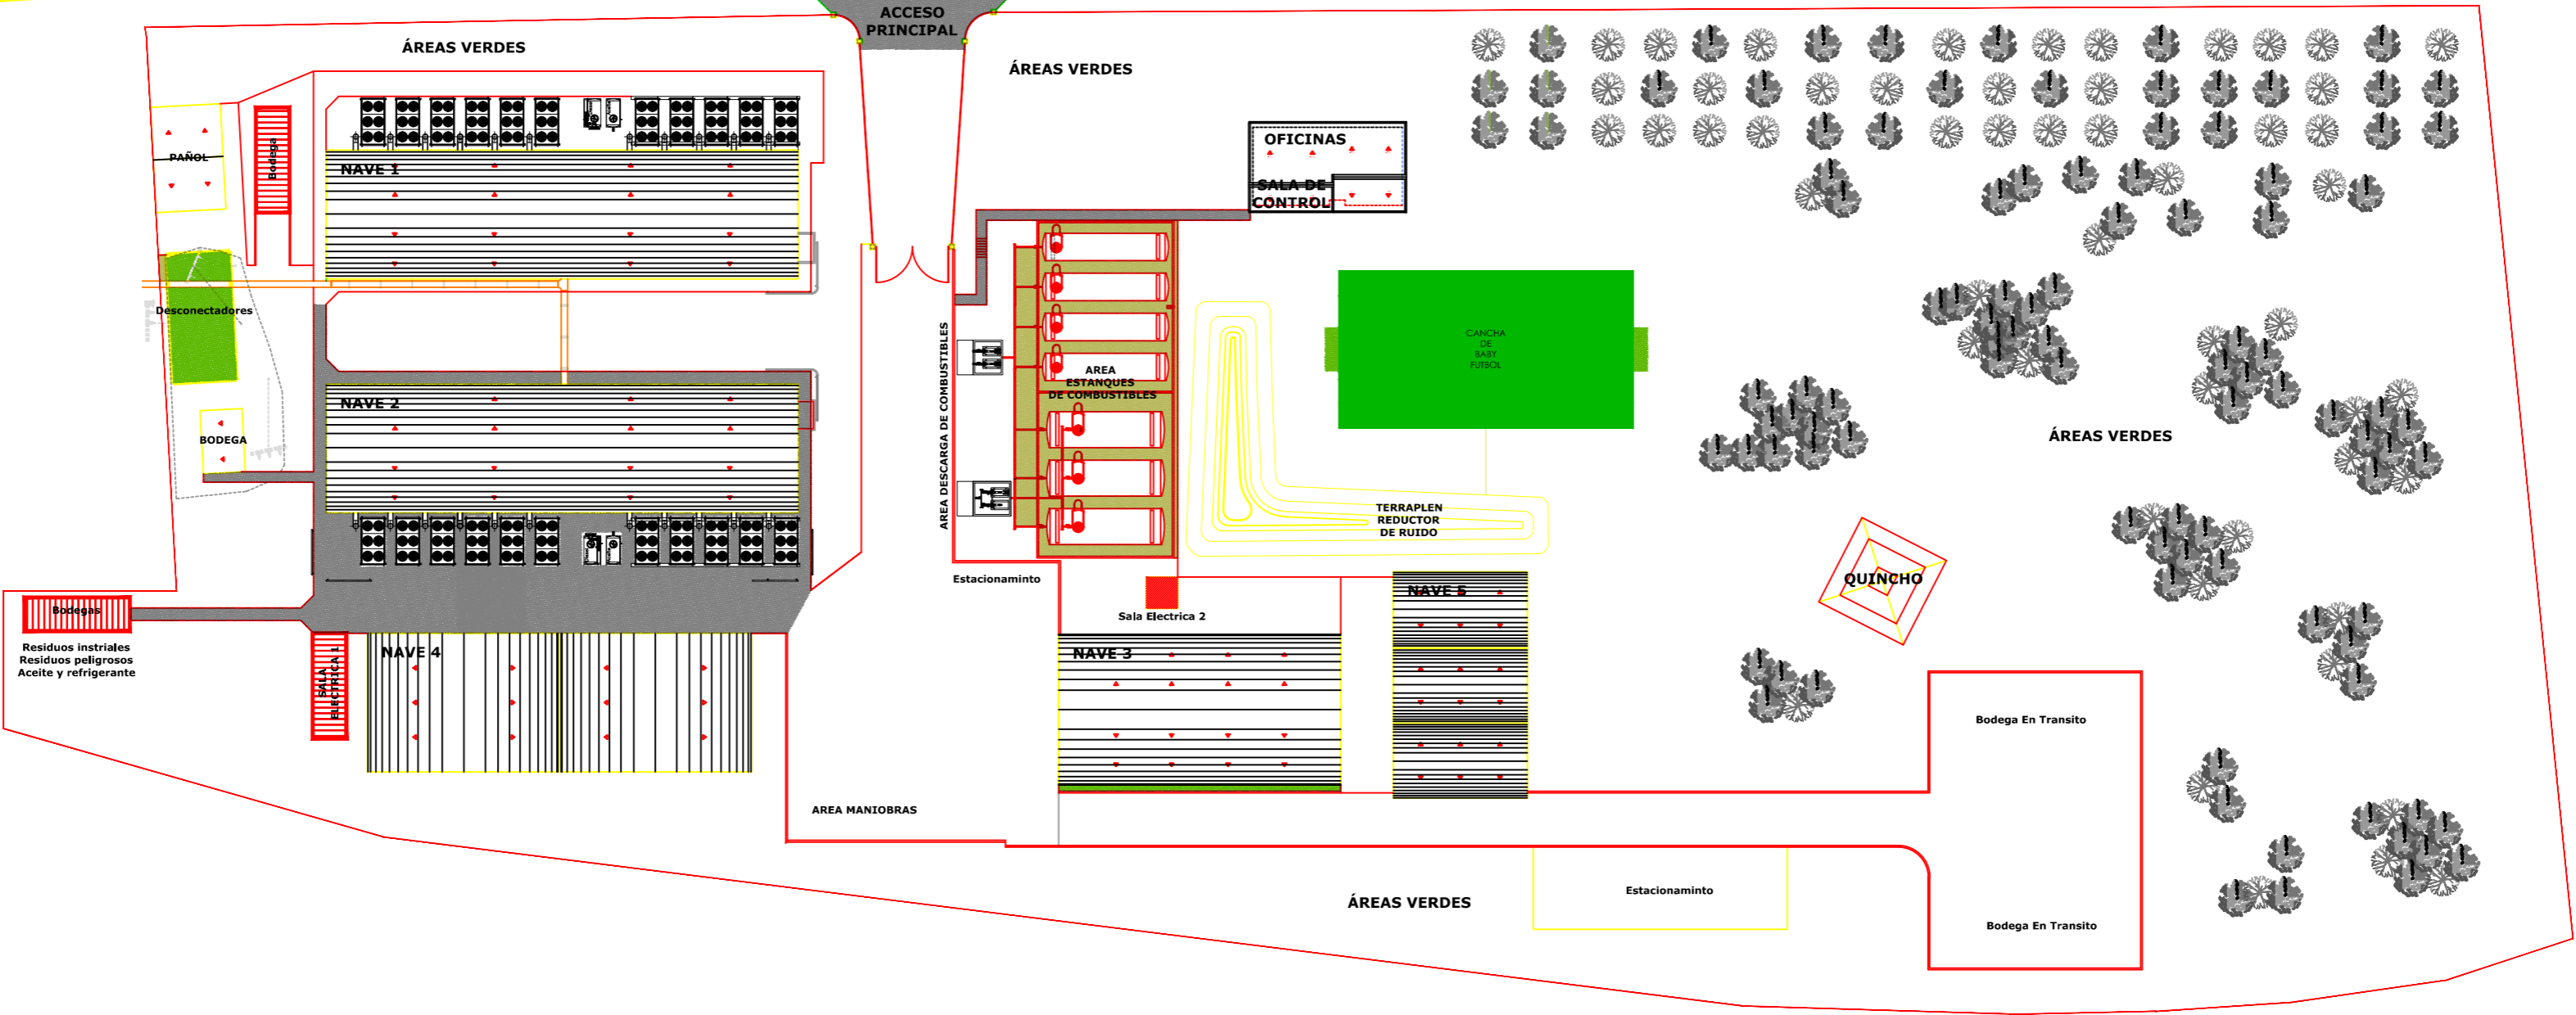 ACCESO
PRINCIPAL
ÁREAS VERDES
ÁREAS VERDES
OFICINAS
SALA DE
CONTROL
PAÑOL
Bodega
NAVE 1
Desconectadores
NAVE 2
BODEGA
AREA DESCARGA DE COMBUSTIBLES
AREA
ESTANQUES
DE COMBUSTIBLES
CANCHA
DE
BABY
FUTBOL
ÁREAS VERDES
TERRAPLEN
REDUCTOR
DE RUIDO
Estacionaminto
QUINCHO
NAVE 5
Bodegas
Sala Electrica 2
Residuos instriales
Residuos peligrosos
Aceite y refrigerante
SALA
ELECTRICA 1
NAVE 4
NAVE 3
Bodega En Transito
AREA MANIOBRAS
Estacionaminto
ÁREAS VERDES
Bodega En Transito